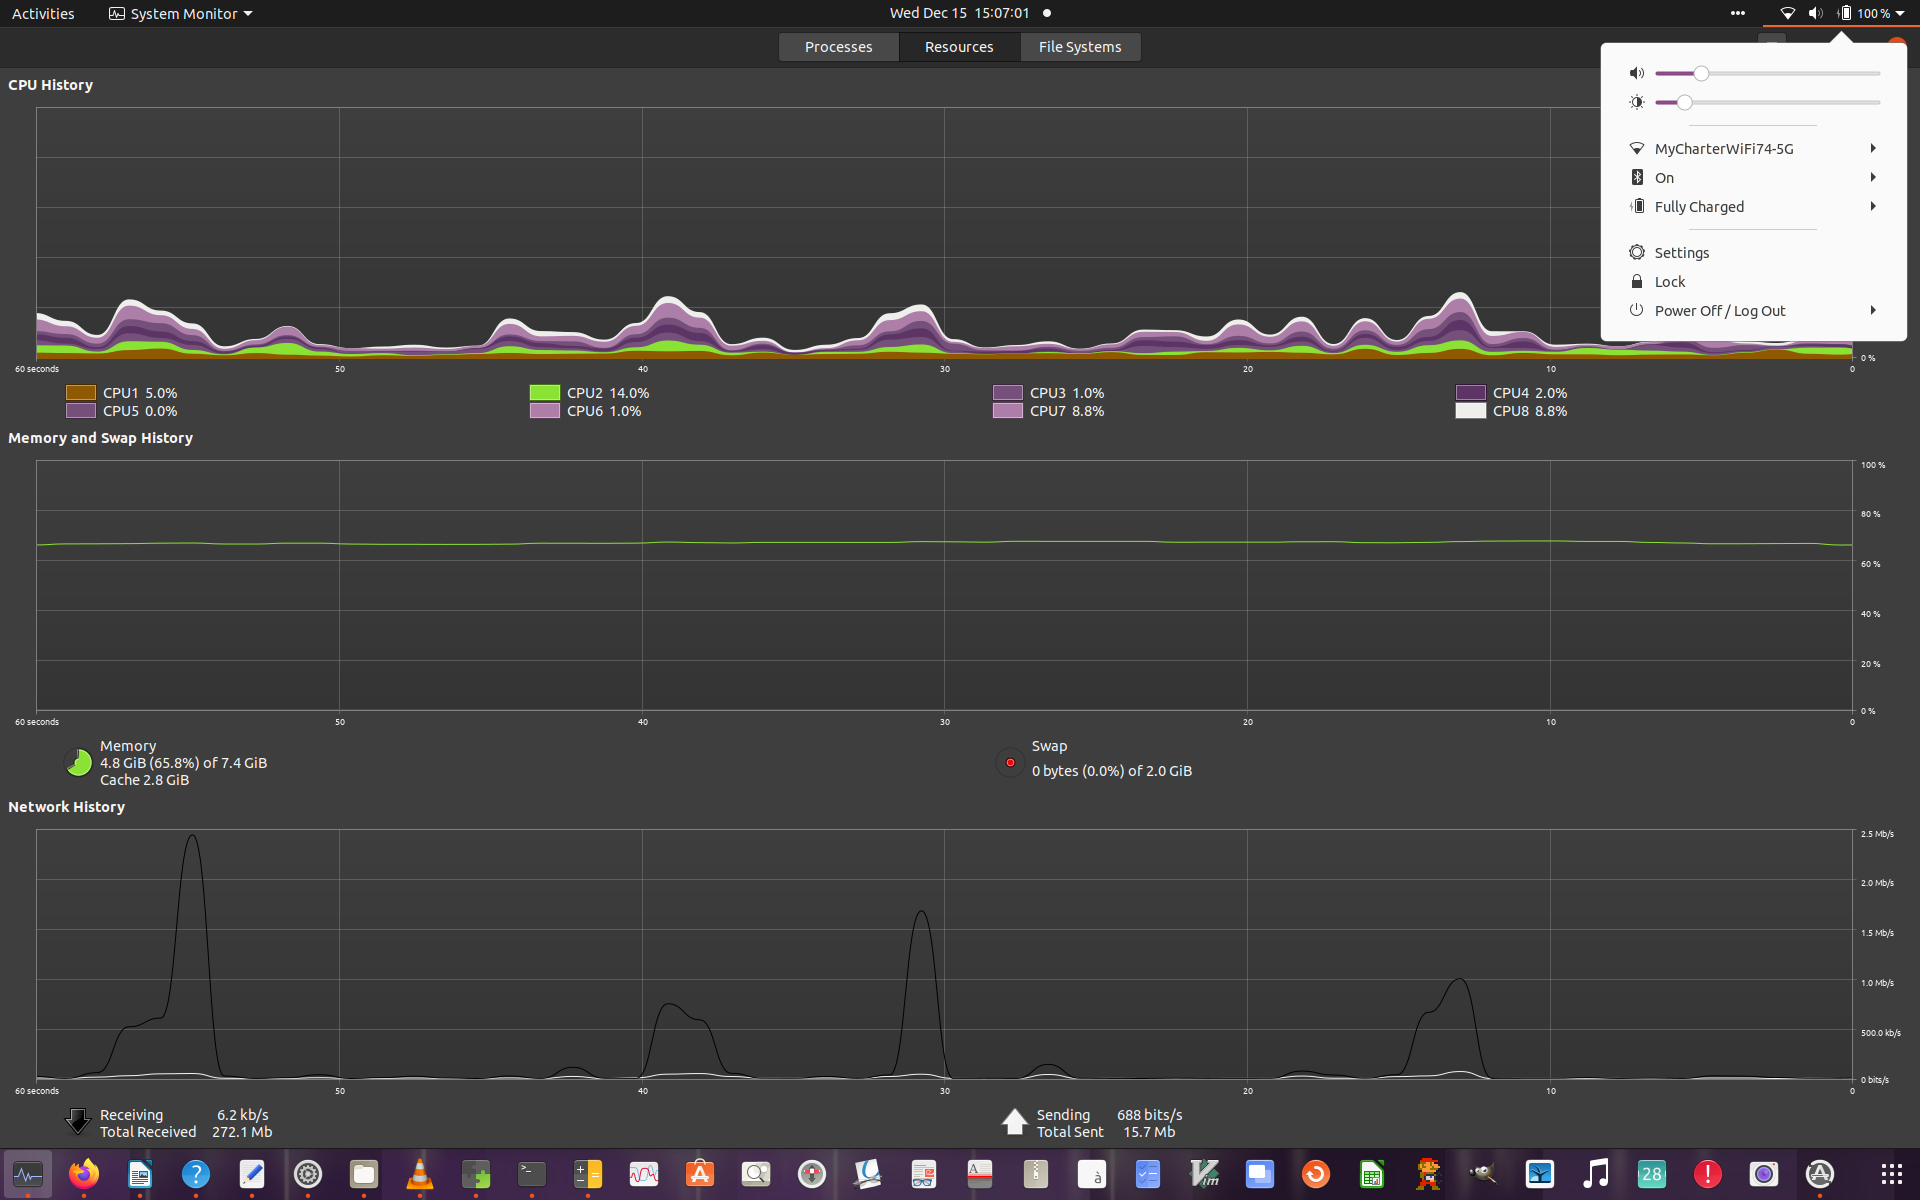 Activities
System Monitor
Wed Dec 15 15:07:01
100 %
Processes
Resources
File Systems
CPU History
MyCharterWiFi74-5G
On
Fully Charged
Settings
Lock
Power Off / Log Out
0 %
60 seconds 50 40 30 20 10 0
CPU1 5.0% CPU2 14.0% CPU3 1.0% CPU4 2.0%
CPU5 0.0% CPU6 1.0% CPU7 8.8% CPU8 8.8%
Memory and Swap History
100 %
80 %
60 %
40 %
20 %
0 %
60 seconds 50 40 30 20 10 0
Memory
4.8 GiB (65.8%) of 7.4 GiB
Cache 2.8 GiB
Swap
0 bytes (0.0%) of 2.0 GiB
Network History
2.5 Mb/s
2.0 Mb/s
1.5 Mb/s
1.0 Mb/s
500.0 kb/s
0 bits/s
60 seconds 50 40 30 20 10 0
Receiving 6.2 kb/s
Total Received 272.1 Mb
Sending 688 bits/s
Total Sent 15.7 Mb
?
>_
A
à
Vim
28
!